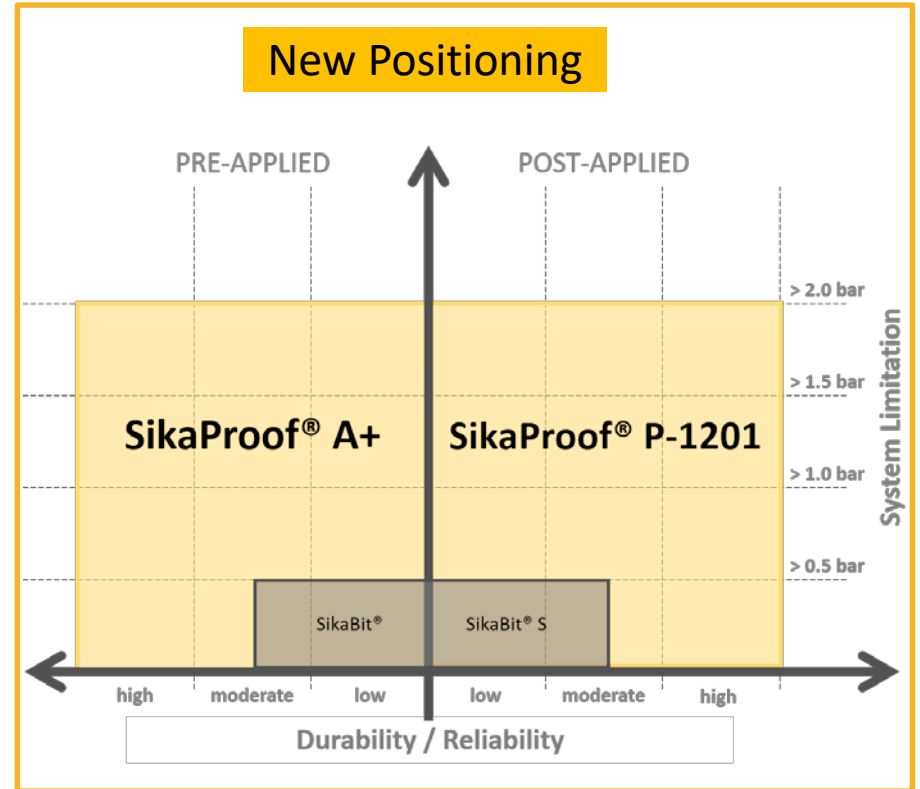 New Positioning
PRE-APPLIED
POST-APPLIED
> 2.0 bar
> 1.5 bar
SikaProof® A+
SikaProof® P-1201
> 1.0 bar
System Limitation
> 0.5 bar
SikaBit®
SikaBit® S
high
moderate
low
low
moderate
high
Durability / Reliability